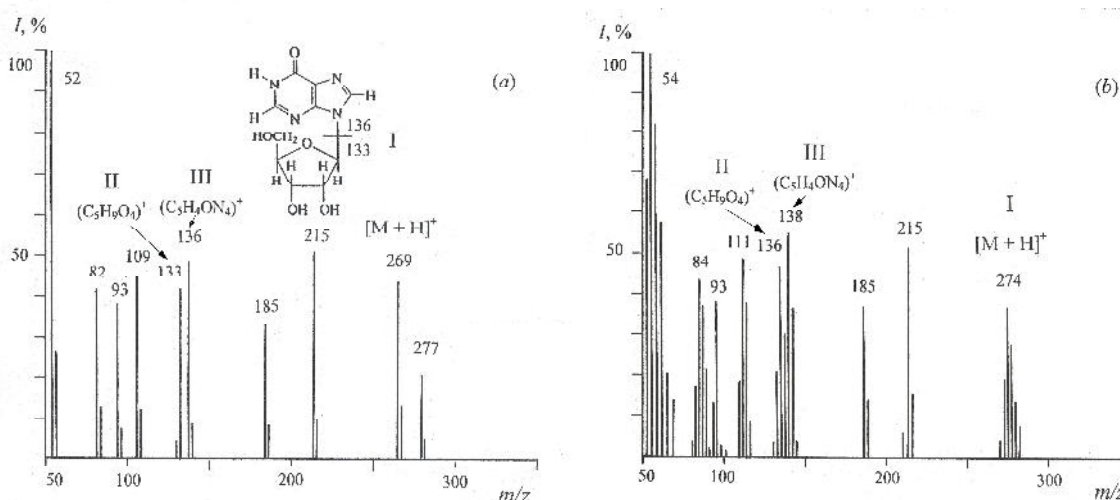 I, %
100
52
(a)
O
H
N
N
H
N
N
H
136
133
HOCH2
O
I
H H H H
OH OH
II
(C5H9O4)+
III
(C5H4ON4)+
136
[M + H]+
215
269
50
82
109
133
93
185
277
50
100
200
300
m/z
I, %
100
54
(b)
III
II
(C5H4ON4)+
(C5H9O4)+
138
I
136
[M + H]+
215
50
111
274
84
93
185
50
100
200
300
m/z